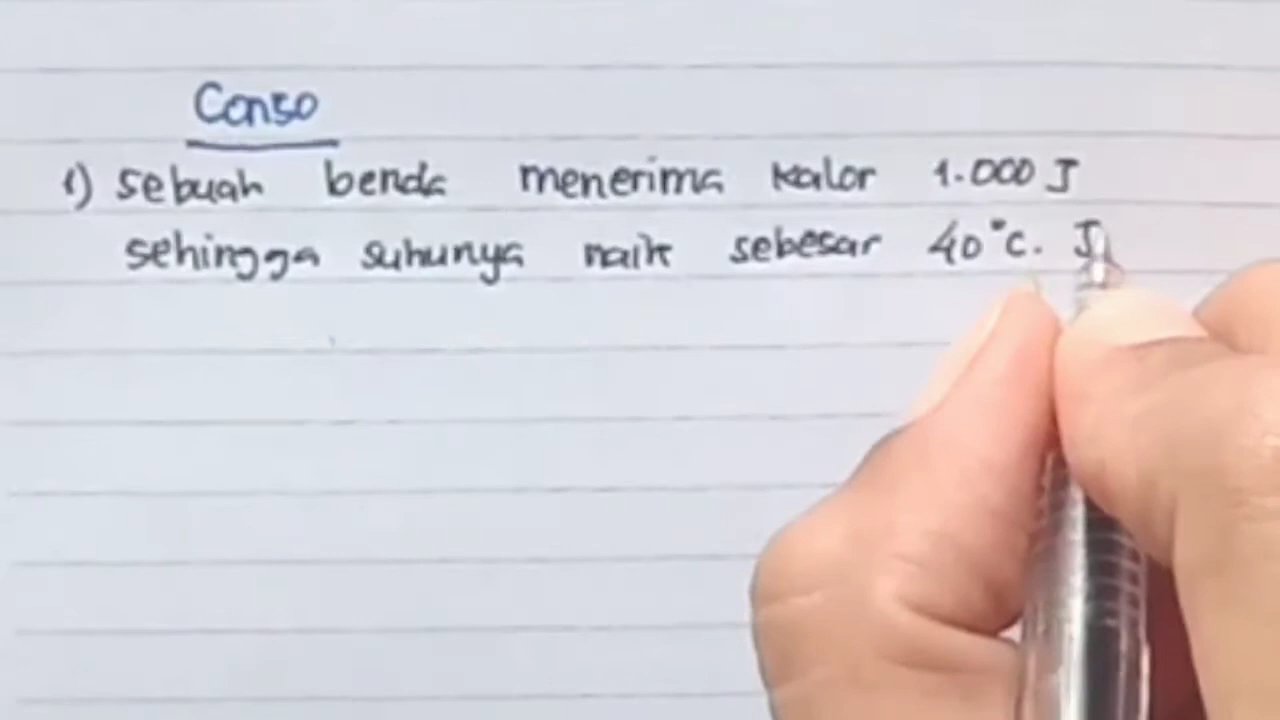 Conso
1) sebuah benda menerima kalor 1.000 J
sehingga suhunya naik sebesar 40°C. J